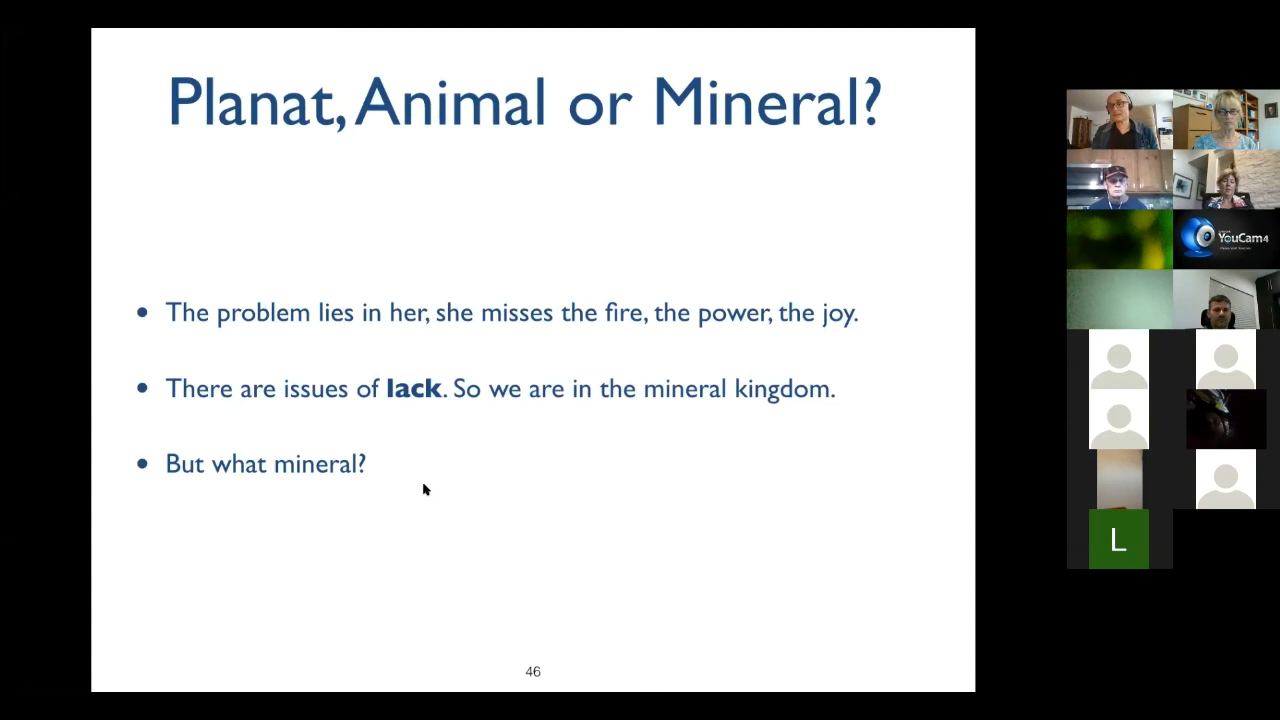 Planat, Animal or Mineral?
• The problem lies in her, she misses the fire, the power, the joy.
• There are issues of lack. So we are in the mineral kingdom.
• But what mineral?
46
YouCam4
L